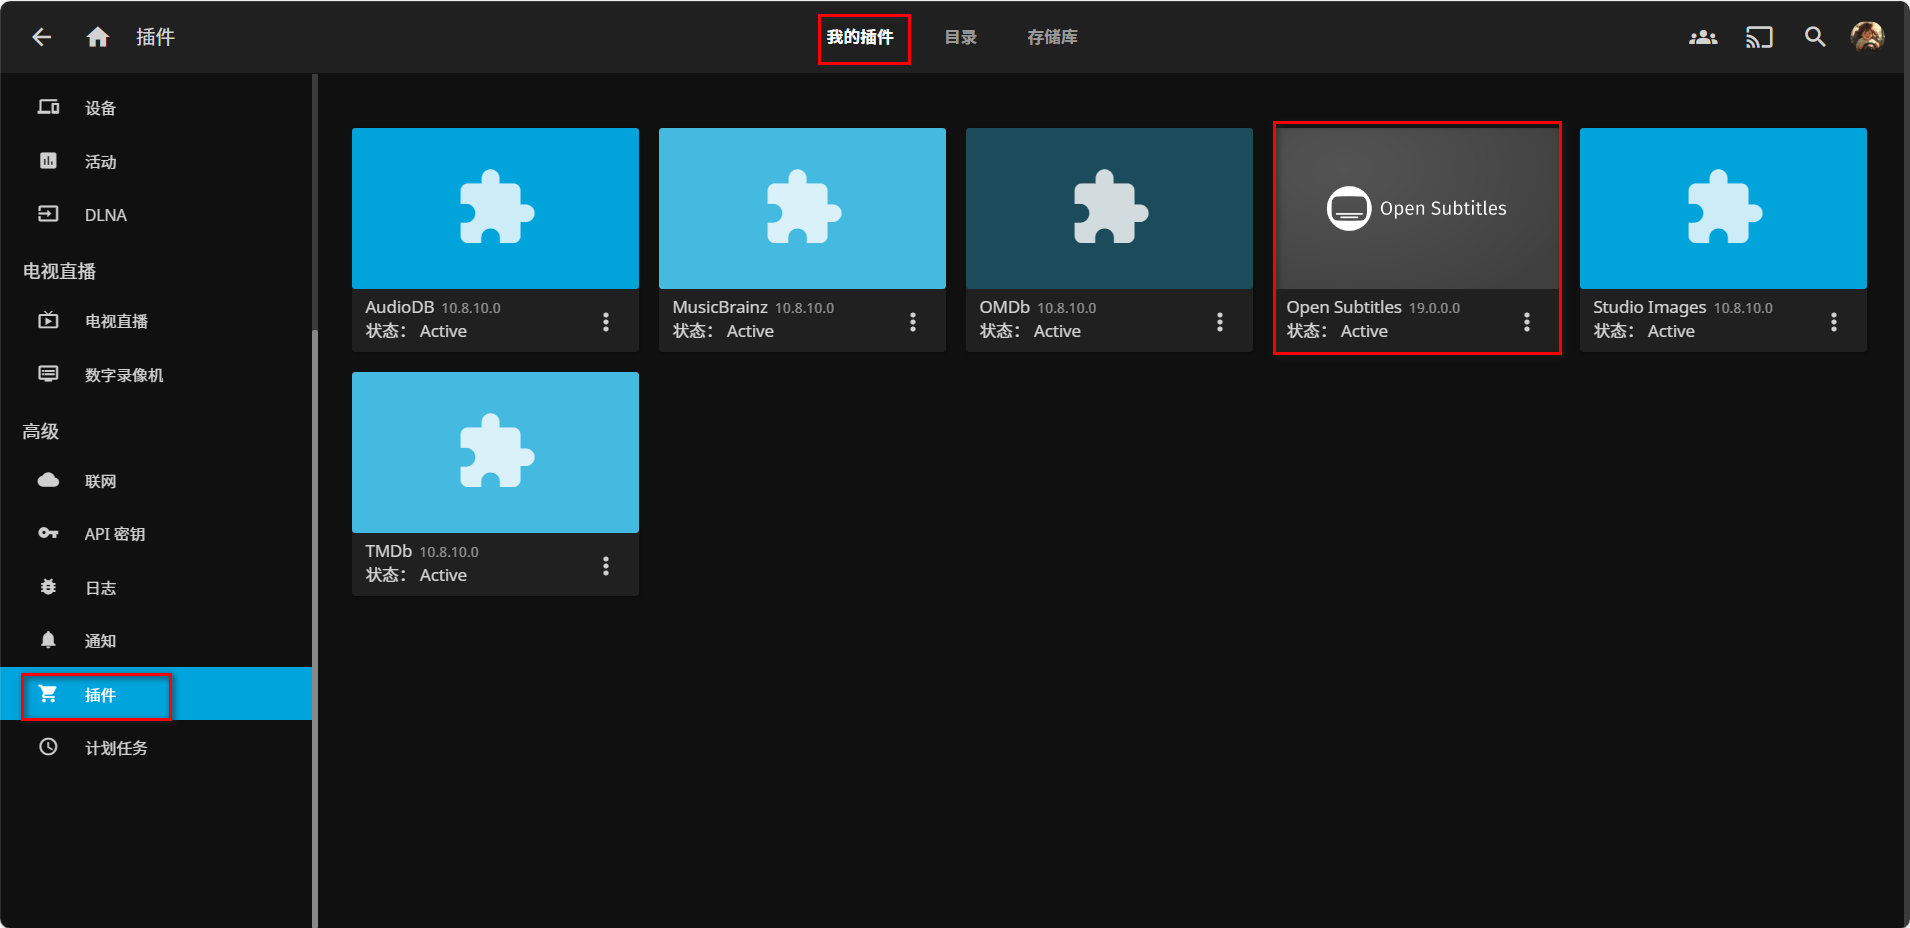 插件
我的插件 目录 存储库
设备
活动
DLNA
电视直播
电视直播
数字录像机
高级
联网
API 密钥
日志
通知
插件
计划任务
AudioDB 10.8.10.0
状态： Active
MusicBrainz 10.8.10.0
状态： Active
OMDb 10.8.10.0
状态： Active
Open Subtitles
Open Subtitles 19.0.0.0
状态： Active
Studio Images 10.8.10.0
状态： Active
TMDb 10.8.10.0
状态： Active